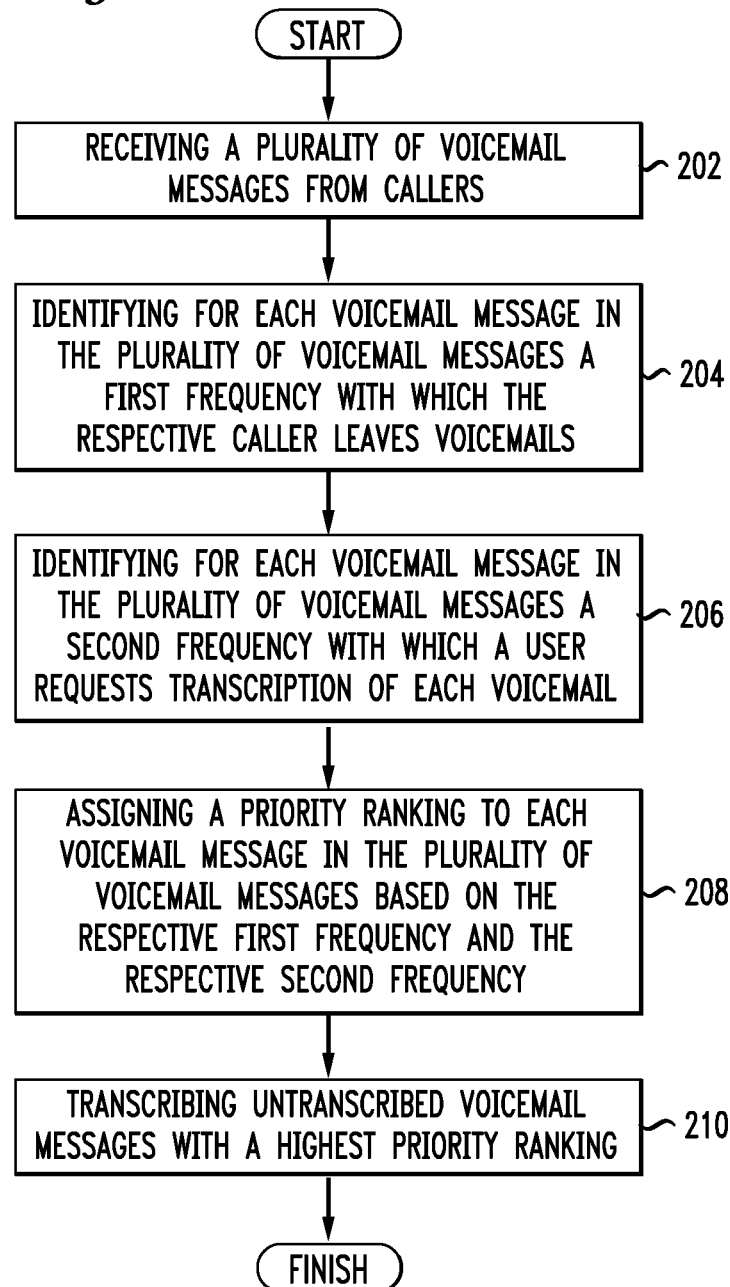 START
RECEIVING A PLURALITY OF VOICEMAIL
MESSAGES FROM CALLERS
202
IDENTIFYING FOR EACH VOICEMAIL MESSAGE IN
THE PLURALITY OF VOICEMAIL MESSAGES A
FIRST FREQUENCY WITH WHICH THE
RESPECTIVE CALLER LEAVES VOICEMAILS
204
IDENTIFYING FOR EACH VOICEMAIL MESSAGE IN
THE PLURALITY OF VOICEMAIL MESSAGES A
SECOND FREQUENCY WITH WHICH A USER
REQUESTS TRANSCRIPTION OF EACH VOICEMAIL
206
ASSIGNING A PRIORITY RANKING TO EACH
VOICEMAIL MESSAGE IN THE PLURALITY OF
VOICEMAIL MESSAGES BASED ON THE
RESPECTIVE FIRST FREQUENCY AND THE
RESPECTIVE SECOND FREQUENCY
208
TRANSCRIBING UNTRANSCRIBED VOICEMAIL
MESSAGES WITH A HIGHEST PRIORITY RANKING
210
FINISH